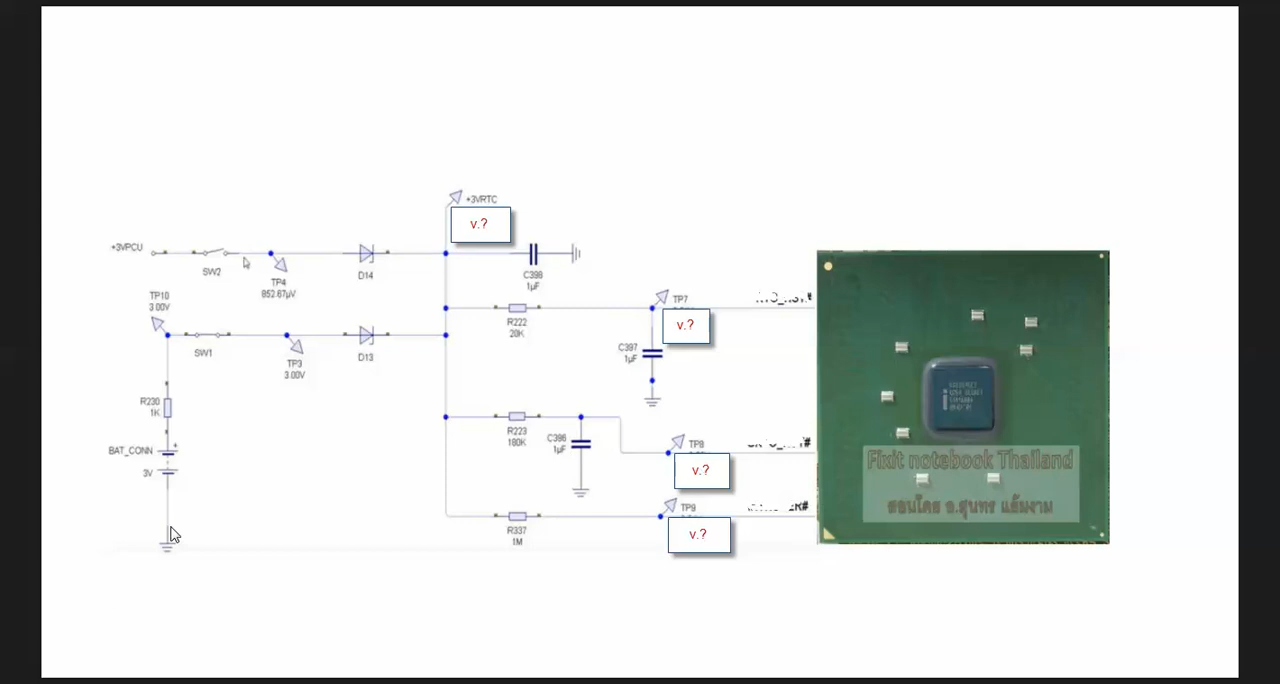 +3VRTC
v.?
+3VPCU
SW2
TP4
852.67µV
D14
C398
1µF
TP10
3.00V
TP7
v.?
R222
20K
SW1
D13
C397
1µF
TP3
3.00V
R230
1K
R223
180K
C396
1µF
TP8
v.?
BAT_CONN
+
3V
TP9
v.?
R337
1M
Fixit notebook Thailand
สอนโดย อ.สุนทร แย้มงาม